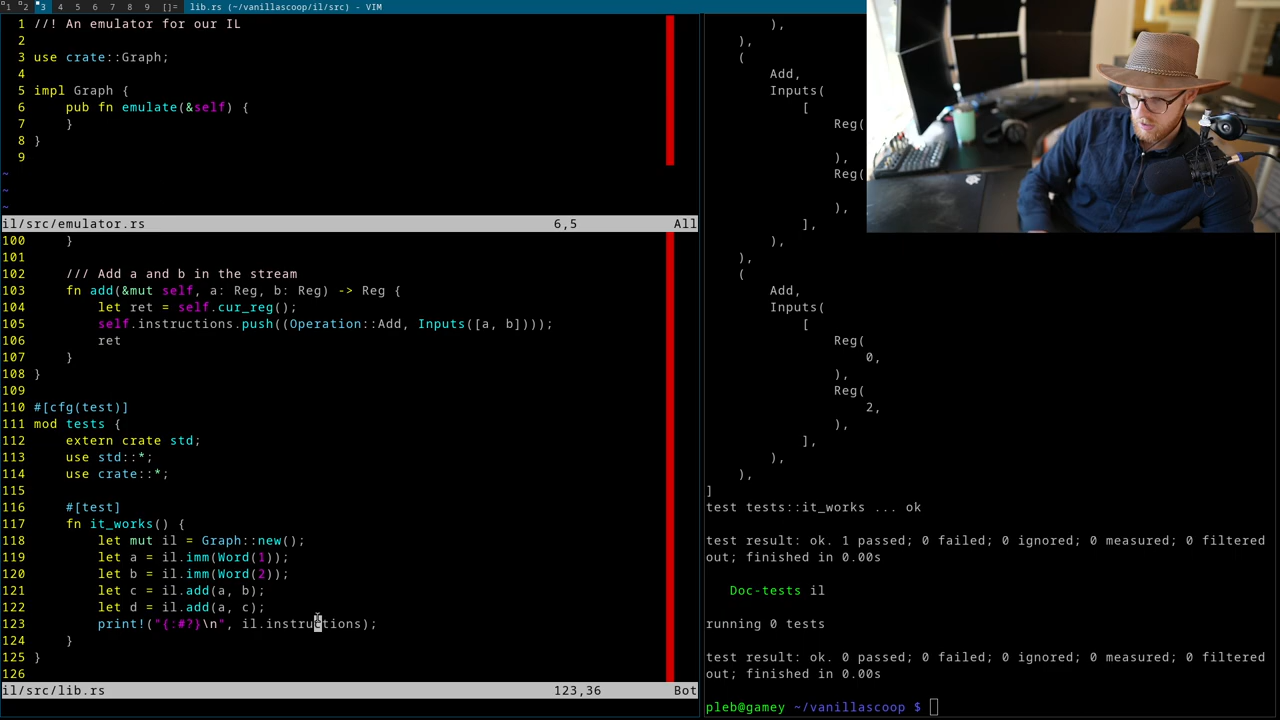 1 2 3 4 5 6 7 8 9 []= lib.rs (~/vanillascoop/il/src) - VIM
1 //! An emulator for our IL
2
3 use crate::Graph;
4
5 impl Graph {
6     pub fn emulate(&self) {
7     }
8 }
9
~
~
~
il/src/emulator.rs 6,5 All
100     }
101
102     /// Add a and b in the stream
103     fn add(&mut self, a: Reg, b: Reg) -> Reg {
104         let ret = self.cur_reg();
105         self.instructions.push((Operation::Add, Inputs([a, b])));
106         ret
107     }
108 }
109
110 #[cfg(test)]
111 mod tests {
112     extern crate std;
113     use std::*;
114     use crate::*;
115
116     #[test]
117     fn it_works() {
118         let mut il = Graph::new();
119         let a = il.imm(Word(1));
120         let b = il.imm(Word(2));
121         let c = il.add(a, b);
122         let d = il.add(a, c);
123         print!("{:#?}\n", il.instructions);
124     }
125 }
126
il/src/lib.rs 123,36 Bot
        ),
    ),
    (
        Add,
        Inputs(
            [
                Reg(
                ),
                Reg(
                ),
            ],
        ),
    ),
    (
        Add,
        Inputs(
            [
                Reg(
                    0,
                ),
                Reg(
                    2,
                ),
            ],
        ),
    ),
]
test tests::it_works ... ok
test result: ok. 1 passed; 0 failed; 0 ignored; 0 measured; 0 filtered
out; finished in 0.00s
   Doc-tests il
running 0 tests
test result: ok. 0 passed; 0 failed; 0 ignored; 0 measured; 0 filtered
out; finished in 0.00s
pleb@gamey ~/vanillascoop $